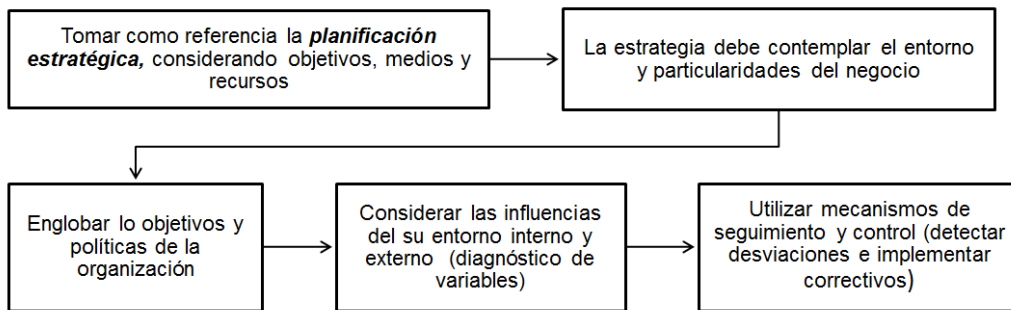 Tomar como referencia la planificación
estratégica, considerando objetivos, medios y
recursos
La estrategia debe contemplar el entorno
y particularidades del negocio
Englobar lo objetivos y
políticas de la
organización
Considerar las influencias
del su entorno interno y
externo (diagnóstico de
variables)
Utilizar mecanismos de
seguimiento y control (detectar
desviaciones e implementar
correctivos)